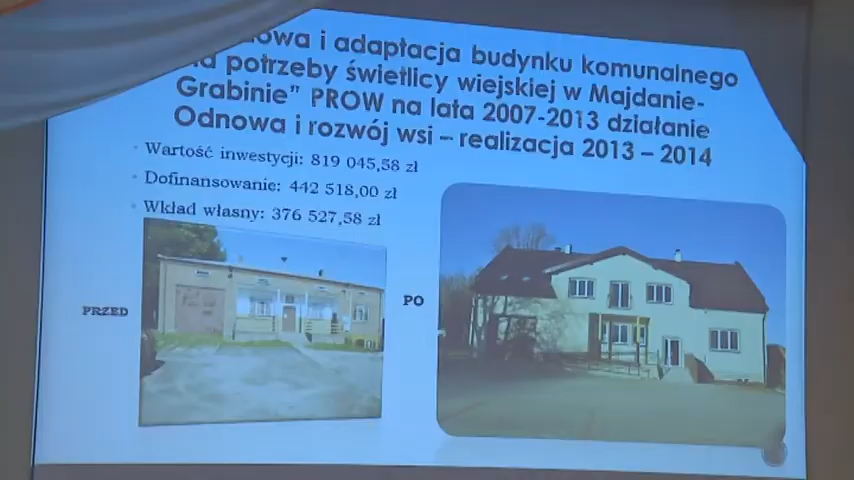 i adaptacja budynku komunalnego
potrzeby świetlicy wiejskiej w Majdanie-
Grabinie" PROW na lata 2007-2013 działanie
Odnowa i rozwój wsi – realizacja 2013 – 2014
Wartość inwestycji: 819 045,58 zł
Dofinansowanie: 442 518,00 zł
Wkład własny: 376 527,58 zł
PRZED
PO